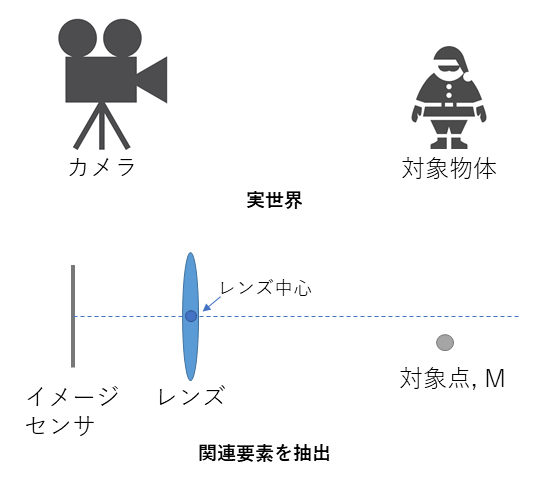 カメラ
対象物体
実世界
レンズ中心
対象点, M
イメージ
センサ
レンズ
関連要素を抽出